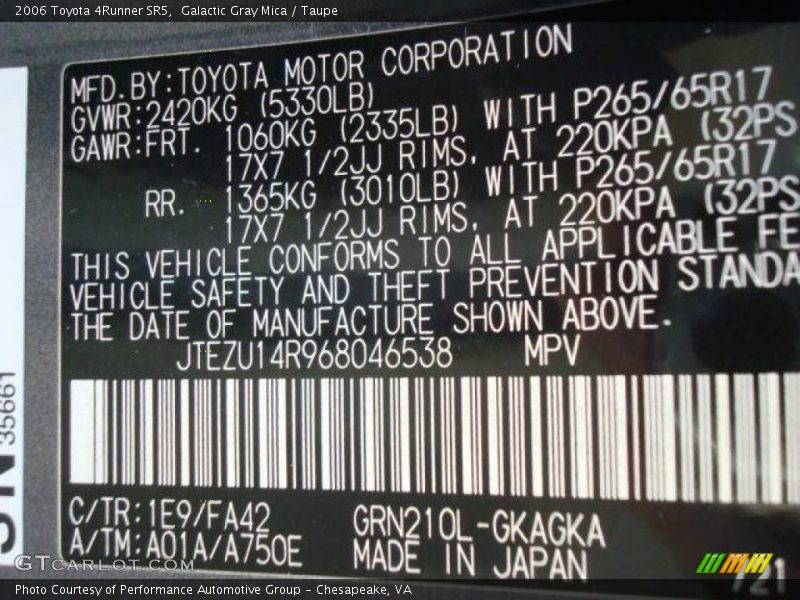 2006 Toyota 4Runner SR5,  Galactic Gray Mica / Taupe
MFD.BY:TOYOTA MOTOR CORPORATION
GVWR:2420KG (5330LB)
GAWR:FRT. 1060KG (2335LB) WITH P265/65R17
17X7 1/2JJ RIMS, AT 220KPA (32PS
RR. 1365KG (3010LB) WITH P265/65R17
17X7 1/2JJ RIMS, AT 220KPA (32PS
THIS VEHICLE CONFORMS TO ALL APPLICABLE FE
VEHICLE SAFETY AND THEFT PREVENTION STANDA
THE DATE OF MANUFACTURE SHOWN ABOVE.
JTEZU14R968046538 MPV
C/TR:1E9/FA42 GRN210L-GKAGKA
A/TM:A01A/A750E MADE IN JAPAN
35661
GTCarLot.com
/21
Photo Courtesy of Performance Automotive Group - Chesapeake, VA